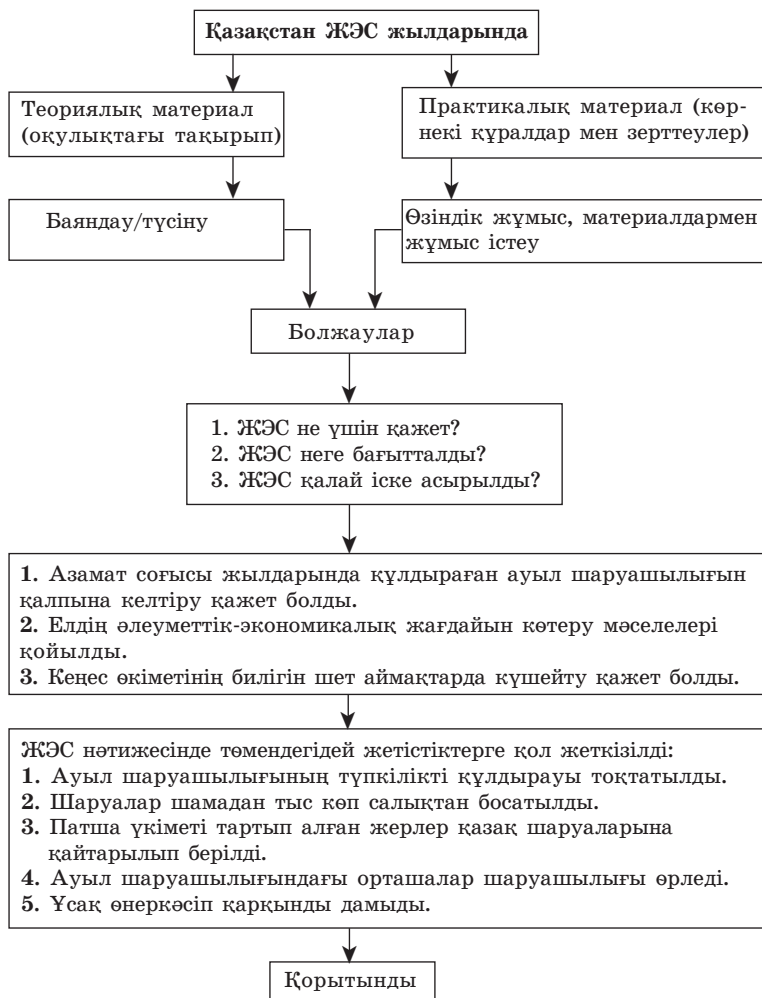 Қазақстан ЖЭС жылдарында
Теориялық материал
(оқулықтағы тақырып)
Практикалық материал (көр-
некі құралдар мен зерттеулер)
Баяндау/түсіну
Өзіндік жұмыс, материалдармен
жұмыс істеу
Болжаулар
1. ЖЭС не үшін қажет?
2. ЖЭС неге бағытталды?
3. ЖЭС қалай іске асырылды?
1. Азамат соғысы жылдарында құлдыраған ауыл шаруашылығын
қалпына келтіру қажет болды.
2. Елдің әлеуметтік-экономикалық жағдайын көтеру мәселелері
қойылды.
3. Кеңес өкіметінің билігін шет аймақтарда күшейту қажет болды.
ЖЭС нәтижесінде төмендегідей жетістіктерге қол жеткізілді:
1. Ауыл шаруашылығының түпкілікті құлдырауы тоқтатылды.
2. Шаруалар шамадан тыс көп салықтан босатылды.
3. Патша үкіметі тартып алған жерлер қазақ шаруаларына
қайтарылып берілді.
4. Ауыл шаруашылығындағы орташалар шаруашылығы өрледі.
5. Ұсақ өнеркәсіп қарқынды дамыды.
Қорытынды